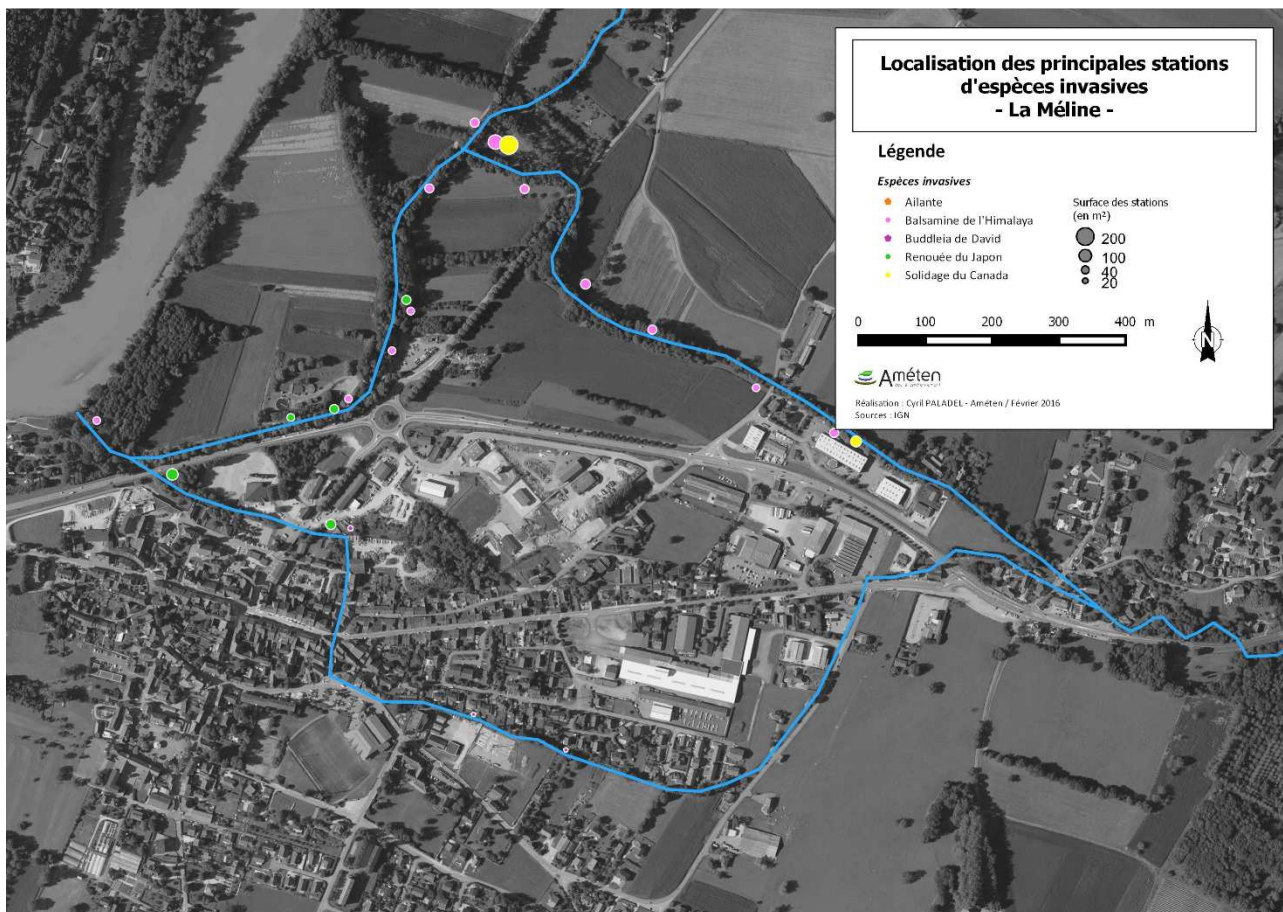 Localisation des principales stations
d'espèces invasives
- La Méline -
Légende
Espèces invasives
Ailante
Balsamine de l'Himalaya
Buddleia de David
Renouée du Japon
Solidage du Canada
Surface des stations
(en m²)
200
100
40
20
0 100 200 300 400 m
N
Améten
Réalisation : Cyril PALADEL - Améten / Février 2016
Sources : IGN